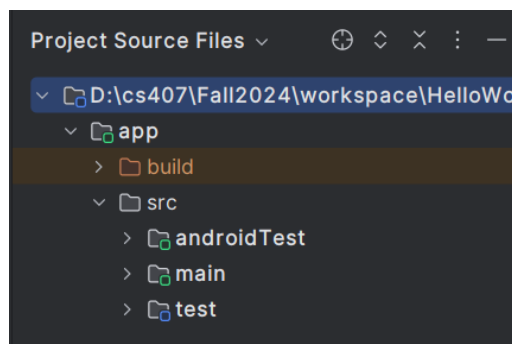 Project Source Files
D:\cs407\Fall2024\workspace\HelloWo
app
build
src
androidTest
main
test